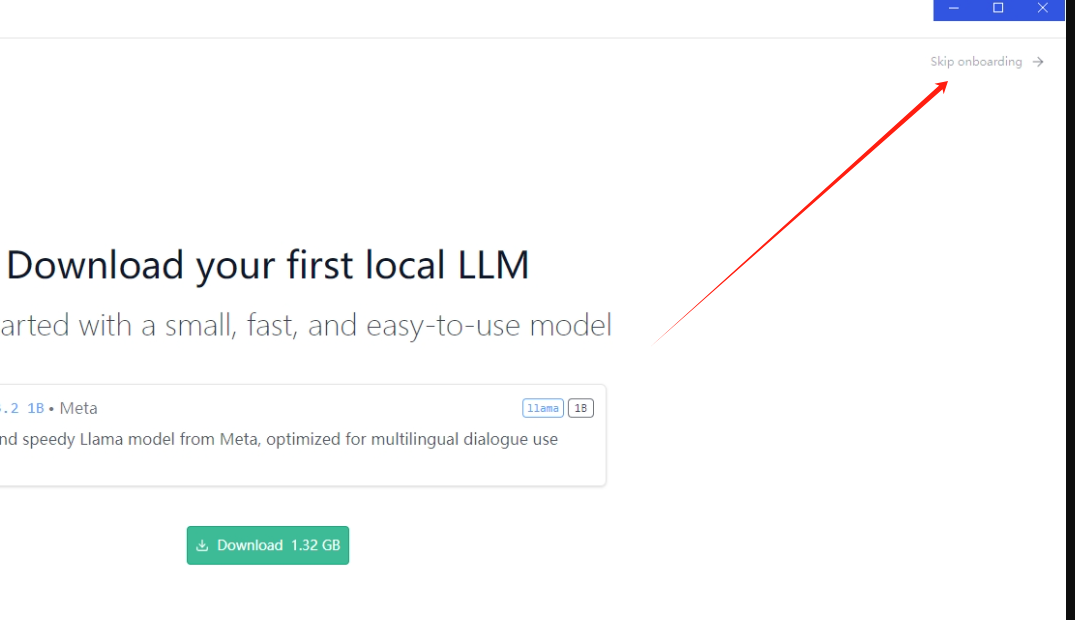 Skip onboarding
Download your first local LLM
arted with a small, fast, and easy-to-use model
.2 1B • Meta
llama 1B
nd speedy Llama model from Meta, optimized for multilingual dialogue use
Download 1.32 GB